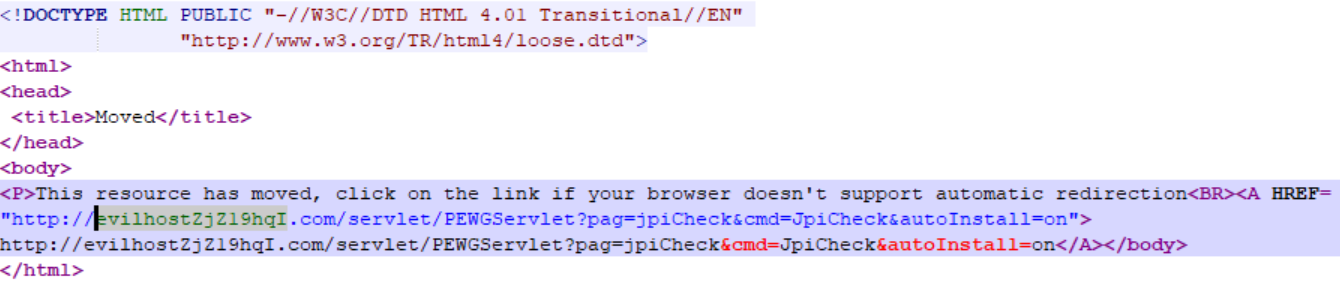 <!DOCTYPE HTML PUBLIC "-//W3C//DTD HTML 4.01 Transitional//EN"
"http://www.w3.org/TR/html4/loose.dtd">
<html>
<head>
<title>Moved</title>
</head>
<body>
<P>This resource has moved, click on the link if your browser doesn't support automatic redirection<BR><A HREF=
"http://evilhostZjZ19hqI.com/servlet/PEWGServlet?pag=jpiCheck&cmd=JpiCheck&autoInstall=on">
http://evilhostZjZ19hqI.com/servlet/PEWGServlet?pag=jpiCheck&cmd=JpiCheck&autoInstall=on</A></body>
</html>